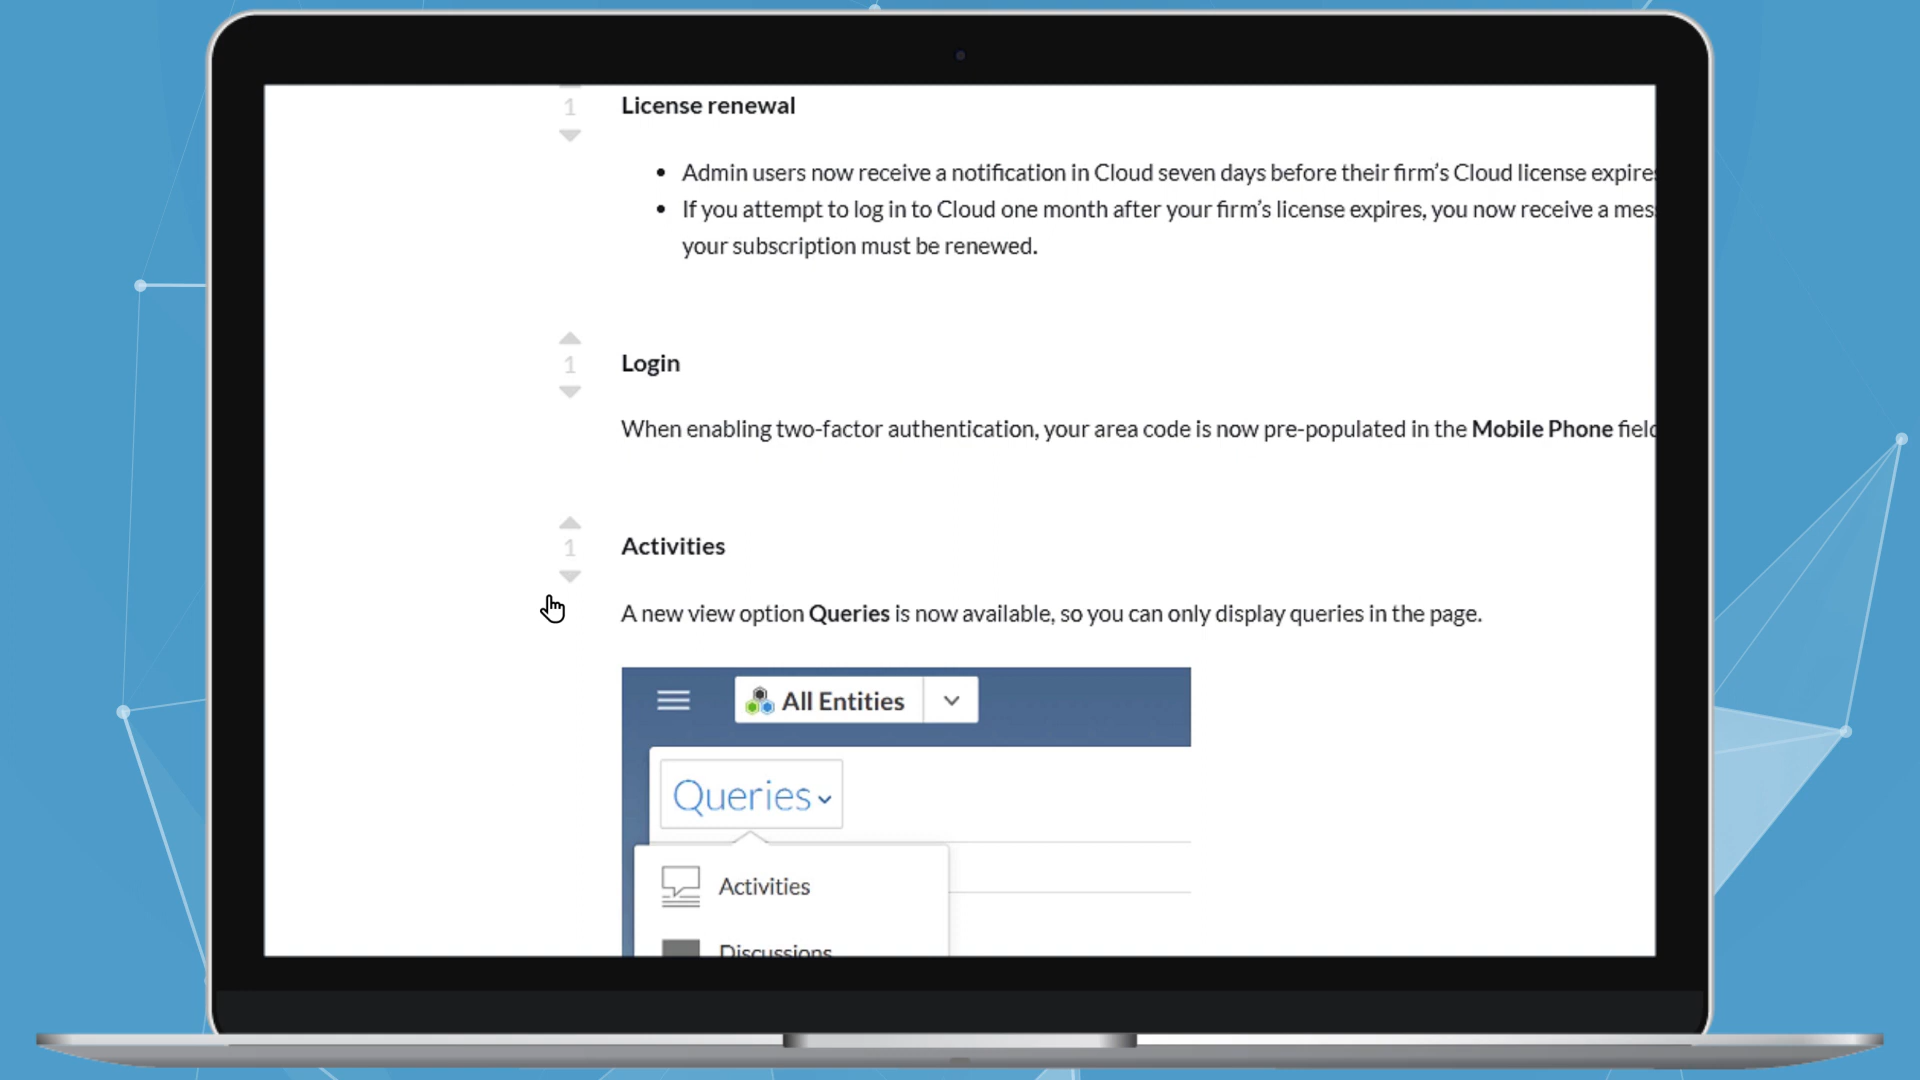 1
License renewal
Admin users now receive a notification in Cloud seven days before their firm's Cloud license
If you attempt to log in to Cloud one month after your firm's license expires, you now receive a
your subscription must be renewed.
1
Login
When enabling two-factor authentication, your area code is now pre-populated in the Mobile Phone
1
Activities
A new view option Queries is now available, so you can only display queries in the page.
All Entities
Queries
Activities
Discussions